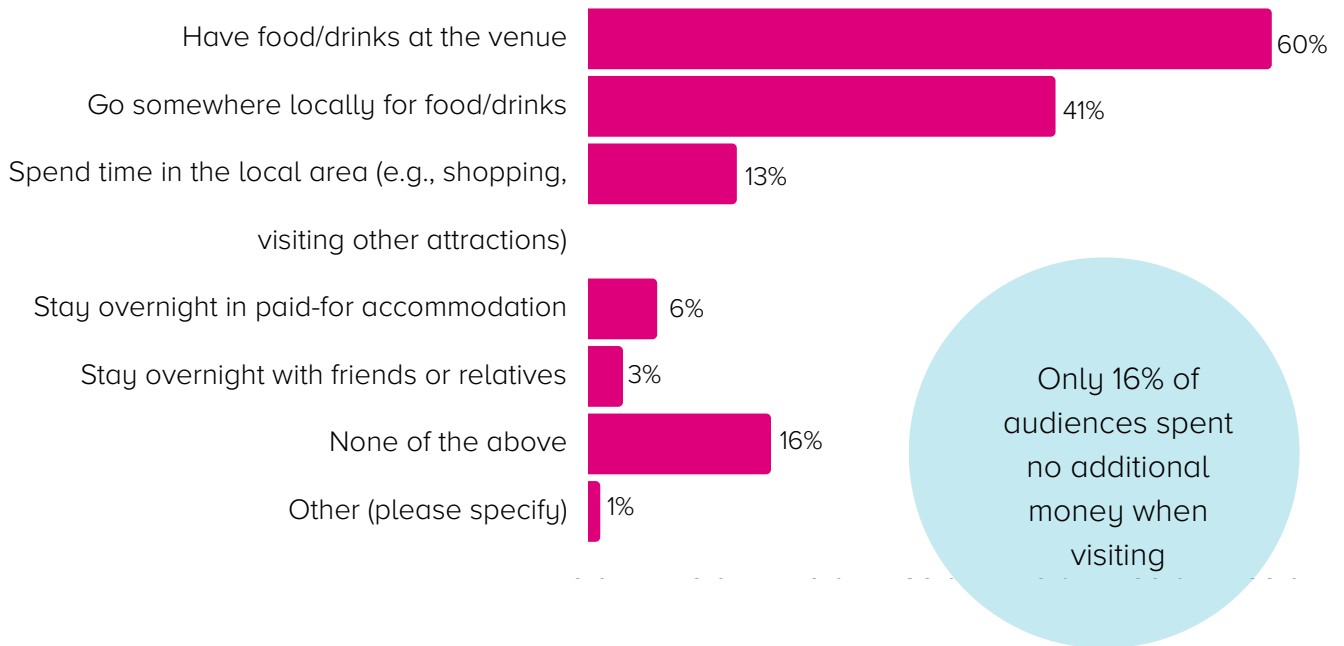 Have food/drinks at the venue
60%
Go somewhere locally for food/drinks
41%
Spend time in the local area (e.g., shopping,
visiting other attractions)
13%
Stay overnight in paid-for accommodation
6%
Stay overnight with friends or relatives
3%
None of the above
16%
Other (please specify)
1%
Only 16% of
audiences spent
no additional
money when
visiting